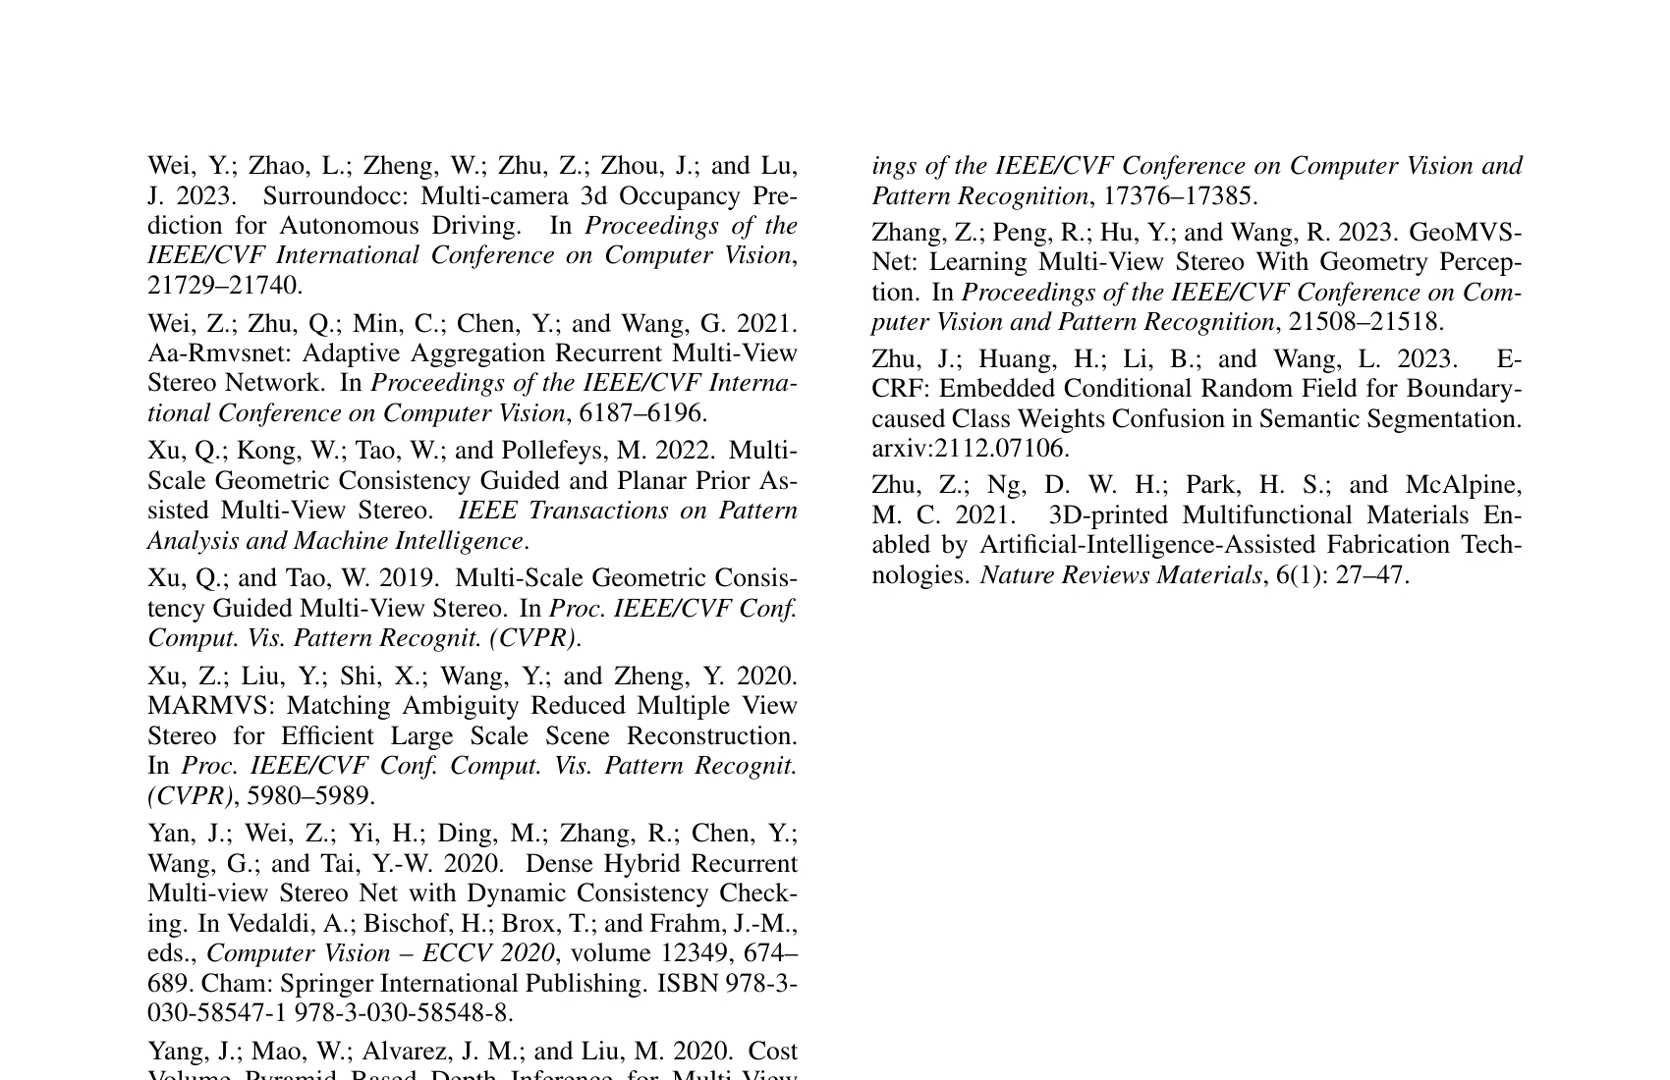 Wei, Y.; Zhao, L.; Zheng, W.; Zhu, Z.; Zhou, J.; and Lu,
J. 2023. Surroundocc: Multi-camera 3d Occupancy Pre-
diction for Autonomous Driving. In Proceedings of the
IEEE/CVF International Conference on Computer Vision,
21729–21740.
Wei, Z.; Zhu, Q.; Min, C.; Chen, Y.; and Wang, G. 2021.
Aa-Rmvsnet: Adaptive Aggregation Recurrent Multi-View
Stereo Network. In Proceedings of the IEEE/CVF Interna-
tional Conference on Computer Vision, 6187–6196.
Xu, Q.; Kong, W.; Tao, W.; and Pollefeys, M. 2022. Multi-
Scale Geometric Consistency Guided and Planar Prior As-
sisted Multi-View Stereo. IEEE Transactions on Pattern
Analysis and Machine Intelligence.
Xu, Q.; and Tao, W. 2019. Multi-Scale Geometric Consis-
tency Guided Multi-View Stereo. In Proc. IEEE/CVF Conf.
Comput. Vis. Pattern Recognit. (CVPR).
Xu, Z.; Liu, Y.; Shi, X.; Wang, Y.; and Zheng, Y. 2020.
MARMVS: Matching Ambiguity Reduced Multiple View
Stereo for Efficient Large Scale Scene Reconstruction.
In Proc. IEEE/CVF Conf. Comput. Vis. Pattern Recognit.
(CVPR), 5980–5989.
Yan, J.; Wei, Z.; Yi, H.; Ding, M.; Zhang, R.; Chen, Y.;
Wang, G.; and Tai, Y.-W. 2020. Dense Hybrid Recurrent
Multi-view Stereo Net with Dynamic Consistency Check-
ing. In Vedaldi, A.; Bischof, H.; Brox, T.; and Frahm, J.-M.,
eds., Computer Vision – ECCV 2020, volume 12349, 674–
689. Cham: Springer International Publishing. ISBN 978-3-
030-58547-1 978-3-030-58548-8.
Yang, J.; Mao, W.; Alvarez, J. M.; and Liu, M. 2020. Cost
Volume Pyramid Based Depth Inference for Multi-View
ings of the IEEE/CVF Conference on Computer Vision and
Pattern Recognition, 17376–17385.
Zhang, Z.; Peng, R.; Hu, Y.; and Wang, R. 2023. GeoMVS-
Net: Learning Multi-View Stereo With Geometry Percep-
tion. In Proceedings of the IEEE/CVF Conference on Com-
puter Vision and Pattern Recognition, 21508–21518.
Zhu, J.; Huang, H.; Li, B.; and Wang, L. 2023. E-
CRF: Embedded Conditional Random Field for Boundary-
caused Class Weights Confusion in Semantic Segmentation.
arxiv:2112.07106.
Zhu, Z.; Ng, D. W. H.; Park, H. S.; and McAlpine,
M. C. 2021. 3D-printed Multifunctional Materials En-
abled by Artificial-Intelligence-Assisted Fabrication Tech-
nologies. Nature Reviews Materials, 6(1): 27–47.